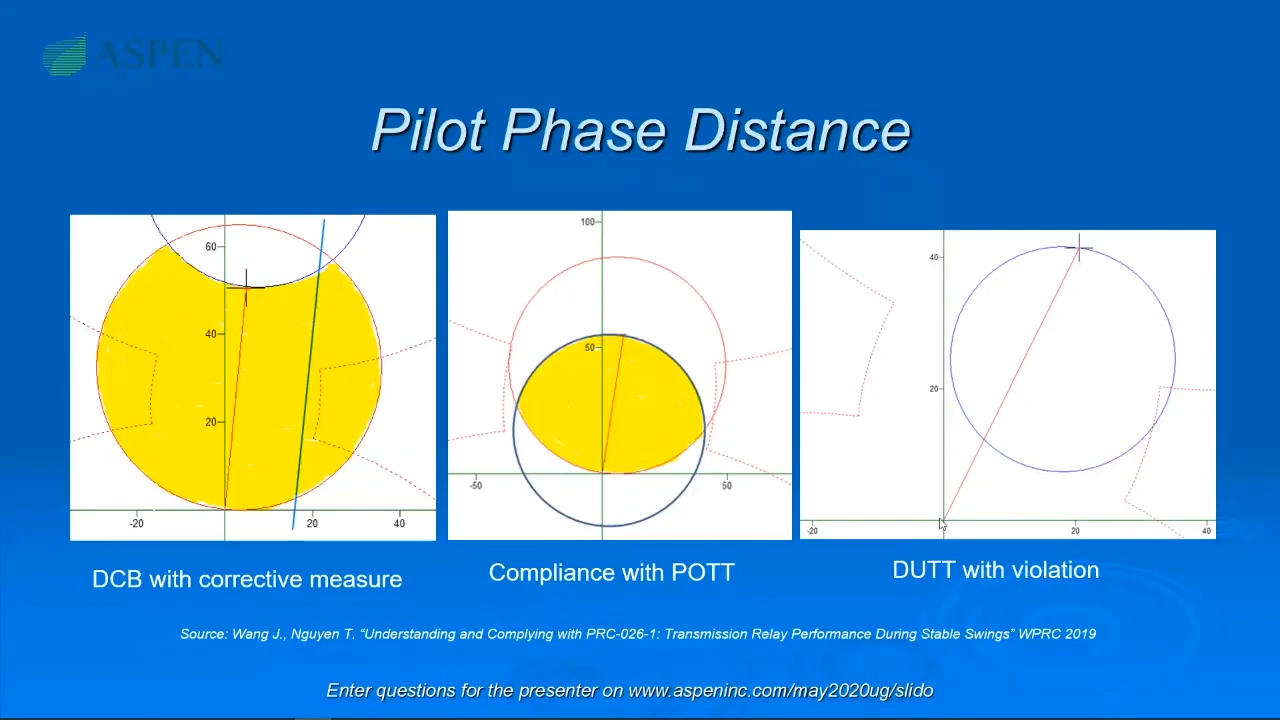 ASPEN
Pilot Phase Distance
60
40
20
-20
20
40
100
50
-50
50
40
20
-20
20
40
DCB with corrective measure
Compliance with POTT
DUTT with violation
Source: Wang J., Nguyen T. “Understanding and Complying with PRC-026-1: Transmission Relay Performance During Stable Swings” WPRC 2019
Enter questions for the presenter on www.aspeninc.com/may2020ug/slido